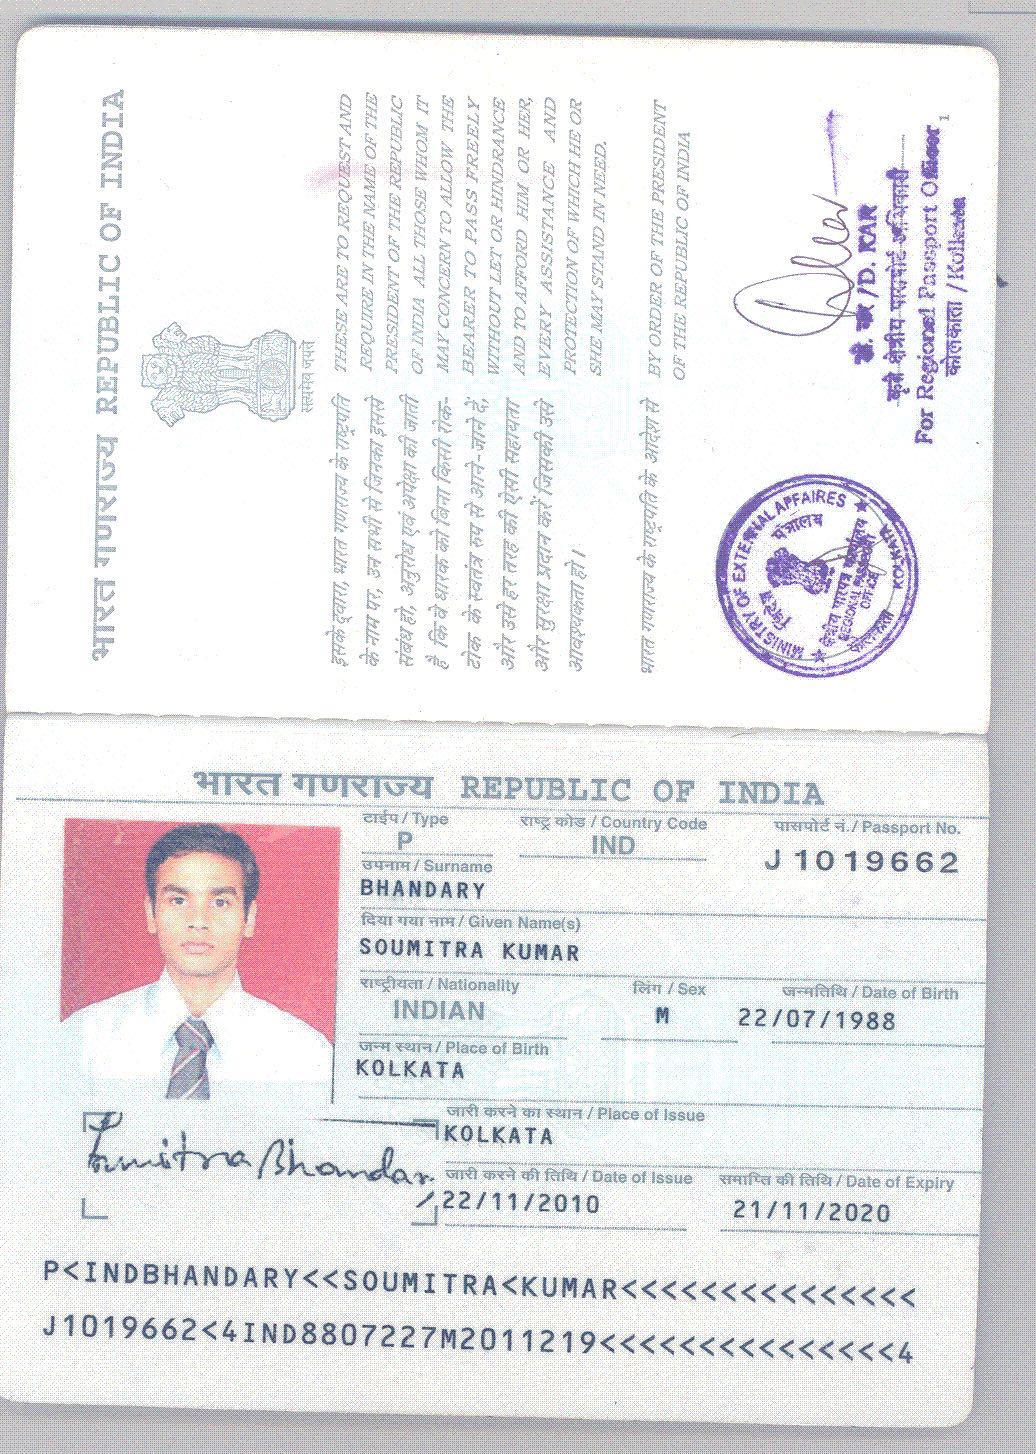 भारत गणराज्य REPUBLIC OF INDIA
सत्यमेव जयते
इसके द्वारा, भारत गणराज्य के राष्ट्रपति
के नाम पर, उन सभी से जिनका इससे
संबंध हो, अनुरोध एवं अपेक्षा की जाती
है कि वे धारक को बिना किसी रोक-
टोक के स्वतंत्र रूप से आने-जाने दें,
और उसे हर तरह की ऐसी सहायता
और सुरक्षा प्रदान करें जिसकी उसे
आवश्यकता हो।
THESE ARE TO REQUEST AND
REQUIRE IN THE NAME OF THE
PRESIDENT OF THE REPUBLIC
OF INDIA ALL THOSE WHOM IT
MAY CONCERN TO ALLOW THE
BEARER TO PASS FREELY
WITHOUT LET OR HINDRANCE
AND TO AFFORD HIM OR HER,
EVERY ASSISTANCE AND
PROTECTION OF WHICH HE OR
SHE MAY STAND IN NEED.
भारत गणराज्य के राष्ट्रपति के आदेश से
BY ORDER OF THE PRESIDENT
OF THE REPUBLIC OF INDIA
MINISTRY OF EXTERNAL AFFAIRES
मंत्रालय
क्षेत्रीय पारपत्र कार्यालय
REGIONAL PASSPORT
OFFICE
KOLKATA
डी. कर /D. KAR
कृते क्षेत्रीय पासपोर्ट अधिकारी
For Regional Passport Officer
कोलकाता /Kolkata
1
भारत गणराज्य REPUBLIC OF INDIA
टाईप / Type राष्ट्र कोड / Country Code पासपोर्ट नं. / Passport No.
P IND J 1019662
उपनाम / Surname
BHANDARY
दिया गया नाम / Given Name(s)
SOUMITRA KUMAR
राष्ट्रीयता / Nationality लिंग / Sex जन्मतिथि / Date of Birth
INDIAN M 22/07/1988
जन्म स्थान / Place of Birth
KOLKATA
जारी करने का स्थान / Place of Issue
KOLKATA
Soumitra Bhandary
जारी करने की तिथि / Date of Issue समाप्ति की तिथि / Date of Expiry
22/11/2010 21/11/2020
P<INDBHANDARY<<SOUMITRA<KUMAR<<<<<<<<<<<<<<<
J1019662<4IND8807227M2011219<<<<<<<<<<<<<<<4